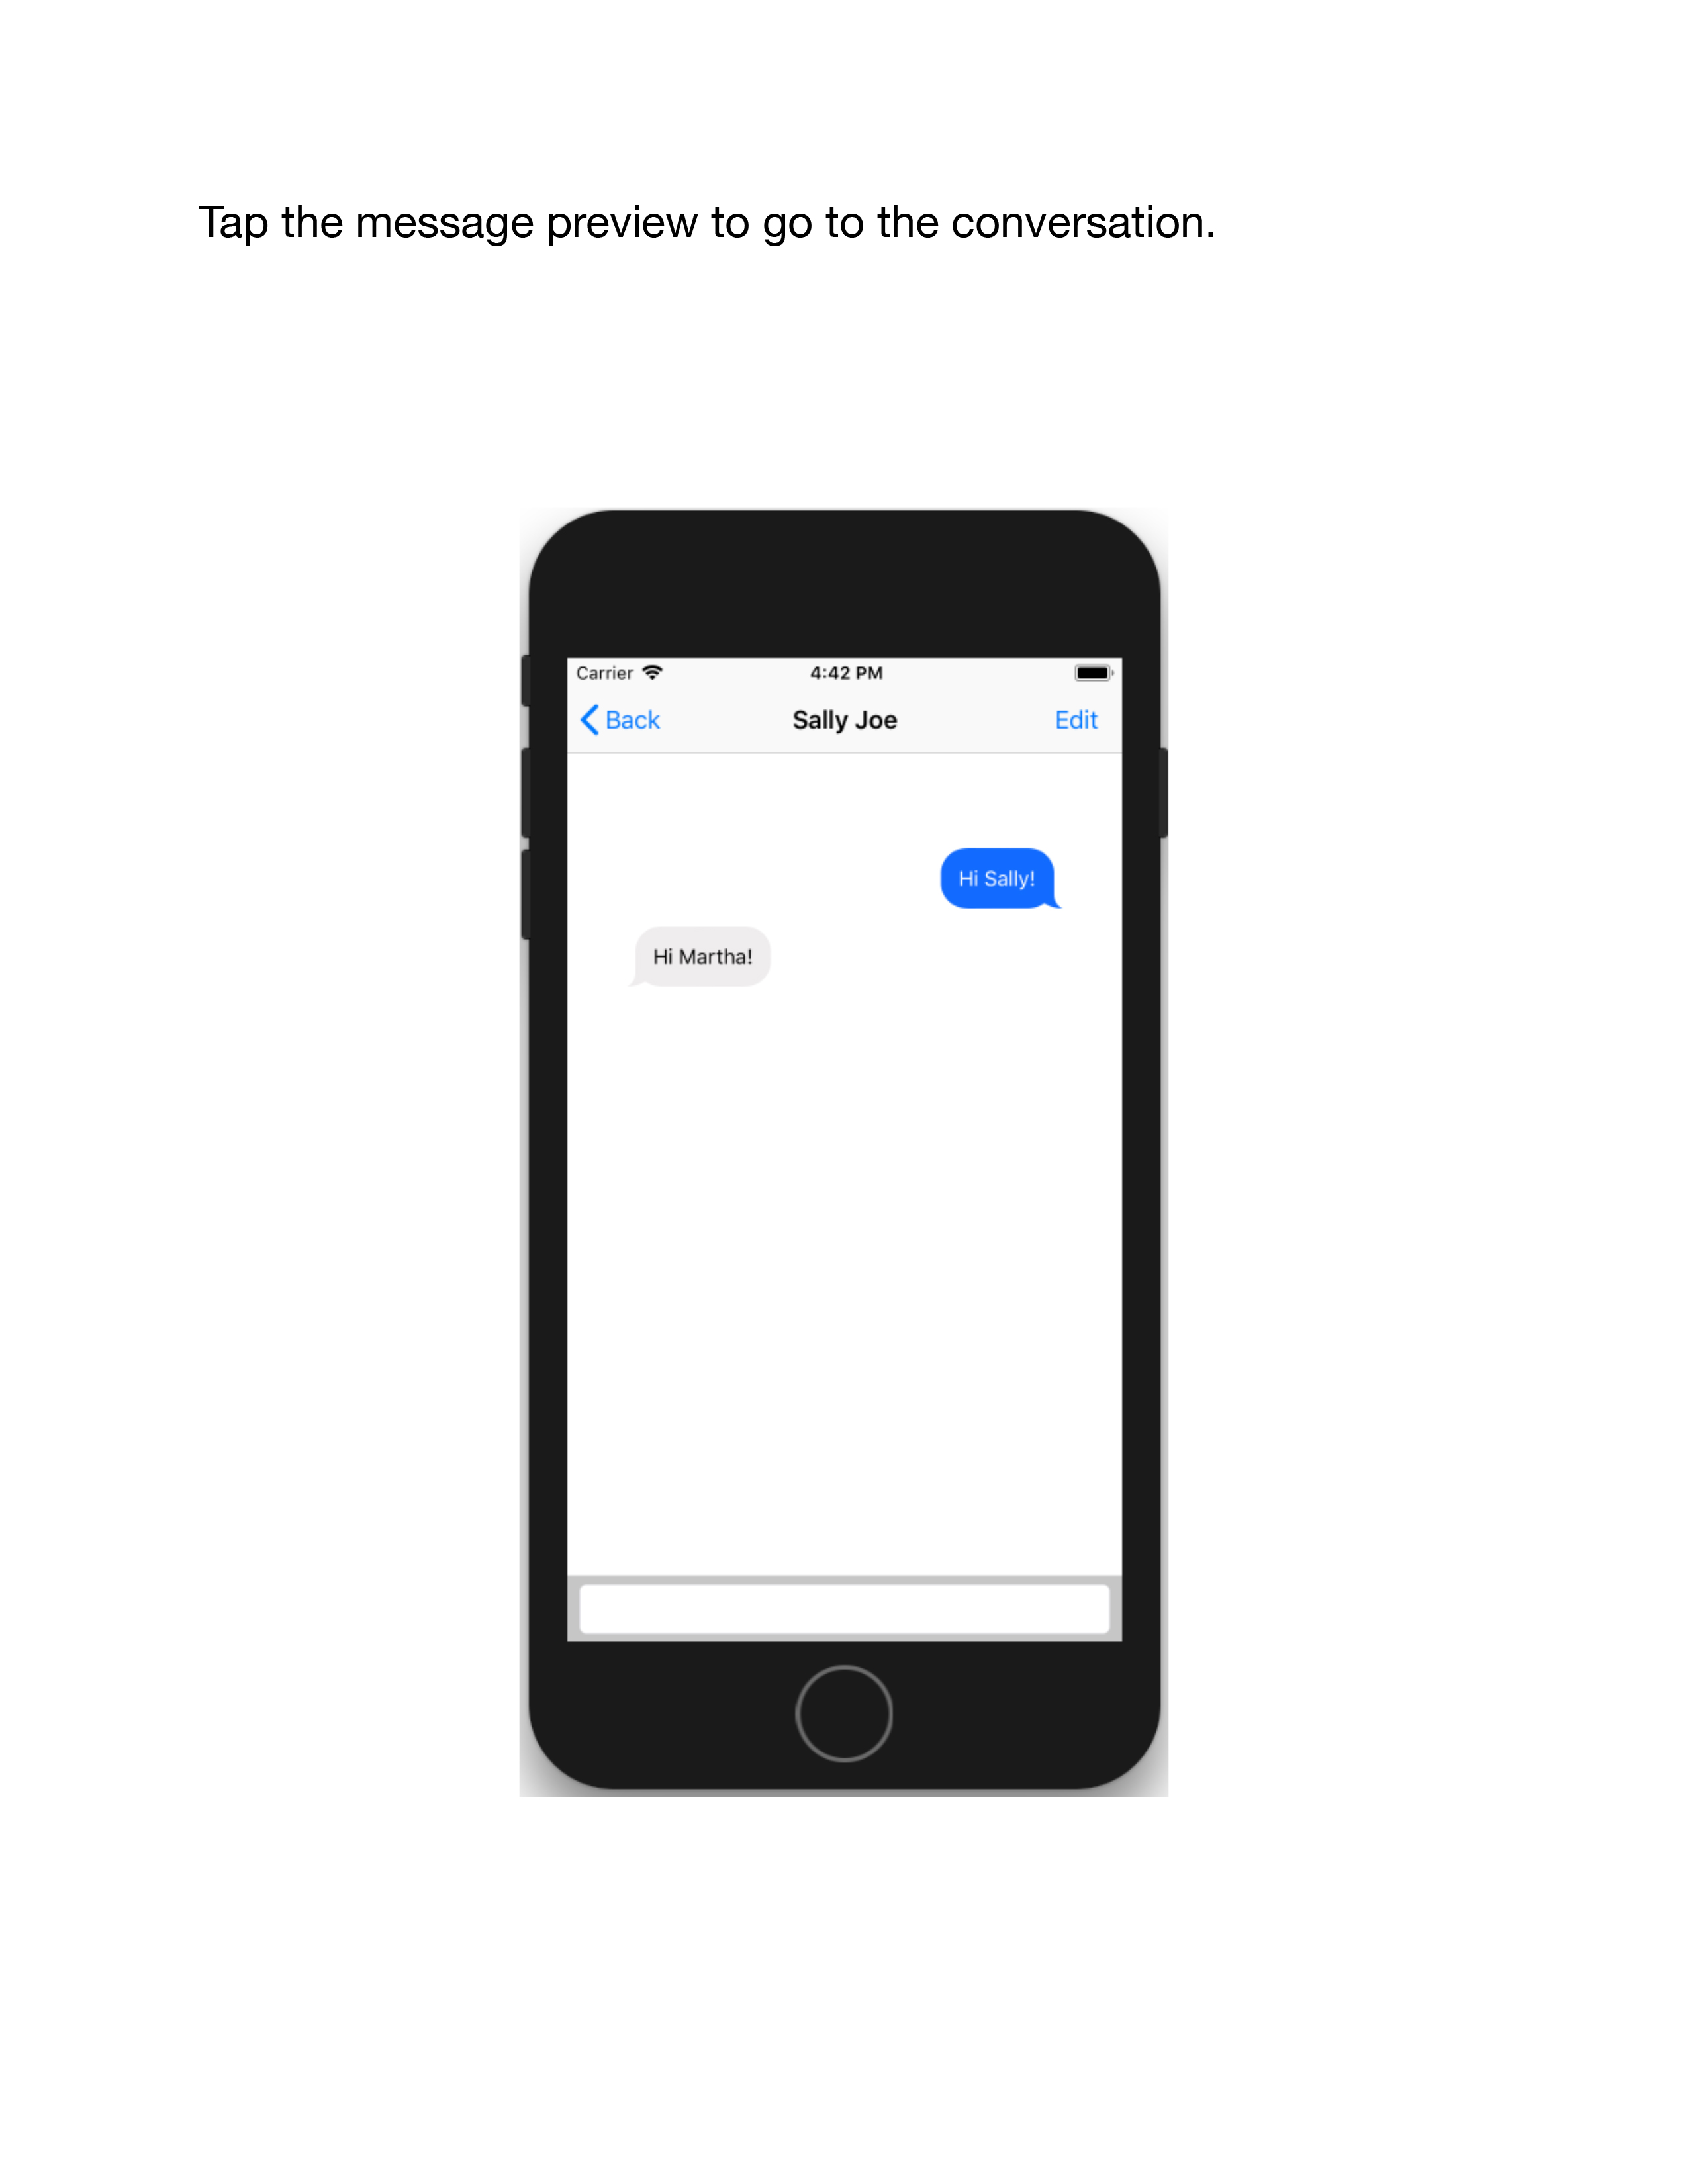 Tap the message preview to go to the conversation.
Carrier 4:42 PM
Back Sally Joe Edit
Hi Sally!
Hi Martha!